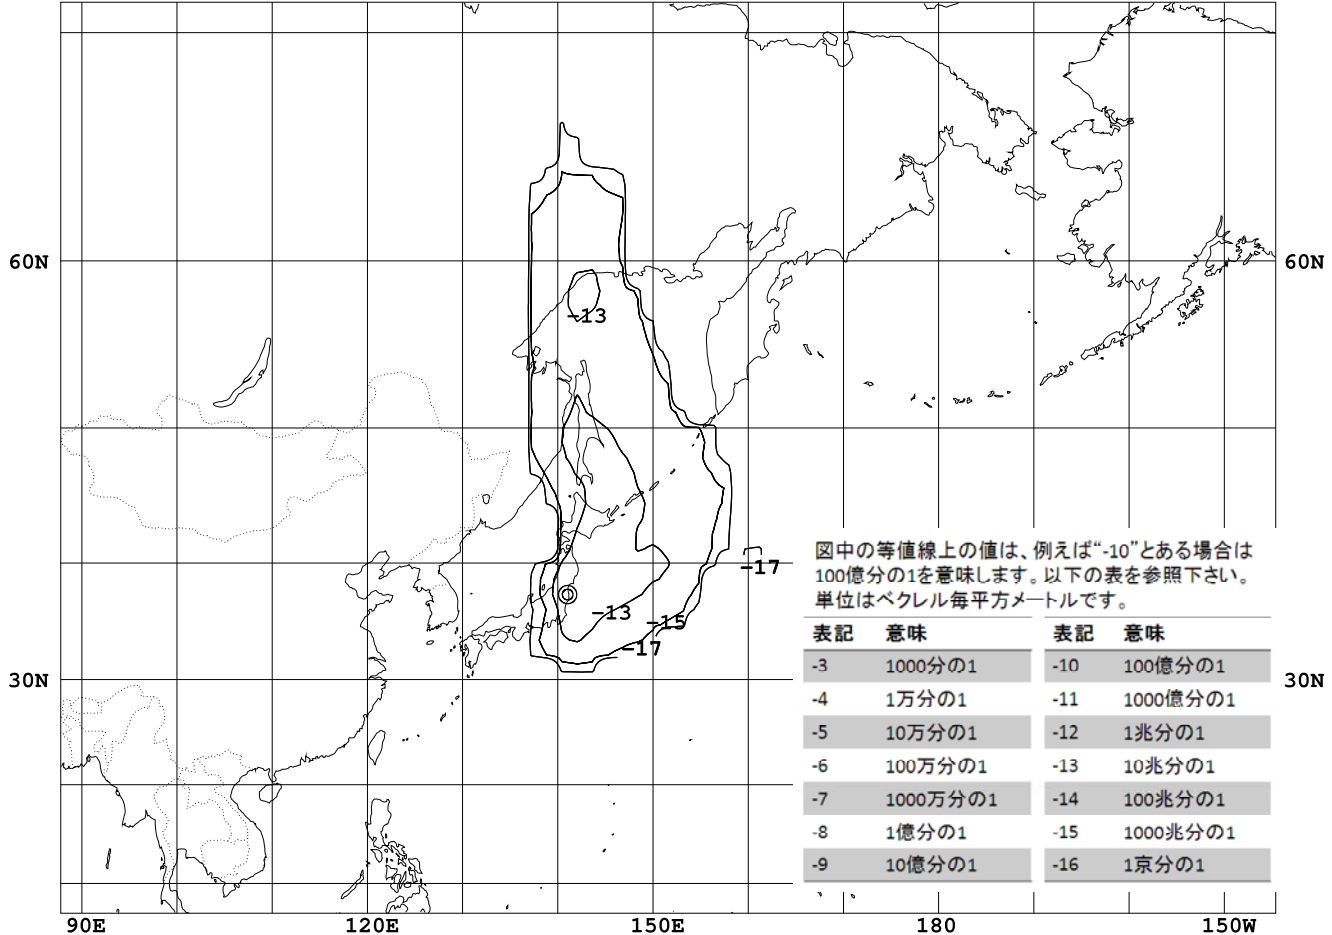 60N
60N
-13
図中の等値線上の値は、例えば“-10”とある場合は
100億分の1を意味します。以下の表を参照下さい。
単位はベクレル毎平方メートルです。
-17
-13
-15
-17
表記 意味 表記 意味
-3 1000分の1 -10 100億分の1
-4 1万分の1 -11 1000億分の1
-5 10万分の1 -12 1兆分の1
-6 100万分の1 -13 10兆分の1
-7 1000万分の1 -14 100兆分の1
-8 1億分の1 -15 1000兆分の1
-9 10億分の1 -16 1京分の1
30N
30N
90E 120E 150E 180 150W